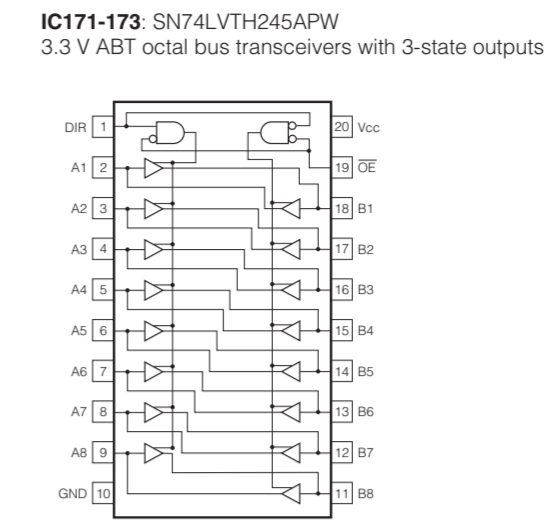 IC171-173: SN74LVTH245APW
3.3 V ABT octal bus transceivers with 3-state outputs
DIR 1 20 Vcc
A1 2 19 OE
A2 3 18 B1
A3 4 17 B2
A4 5 16 B3
A5 6 15 B4
A6 7 14 B5
A7 8 13 B6
A8 9 12 B7
GND 10 11 B8